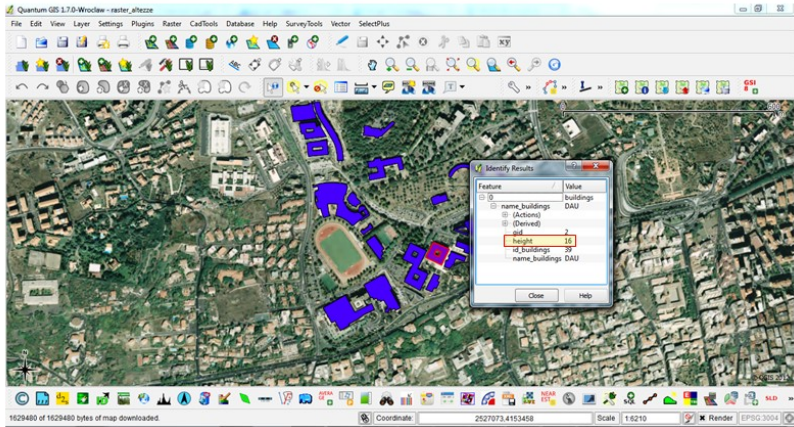 Quantum GIS 1.7.0-Wroclaw - raster_altezze
File Edit View Layer Settings Plugins Raster CadTools Database Help SurveyTools Vector SelectPlus
Identify Results
Feature Value
0 buildings
name_buildings DAU
(Actions)
(Derived)
gid 2
height 16
id_buildings 39
name_buildings DAU
Close Help
1629480 of 1629480 bytes of map downloaded. Coordinate: 2527073,4153458 Scale 1:6210 Render EPSG:3004